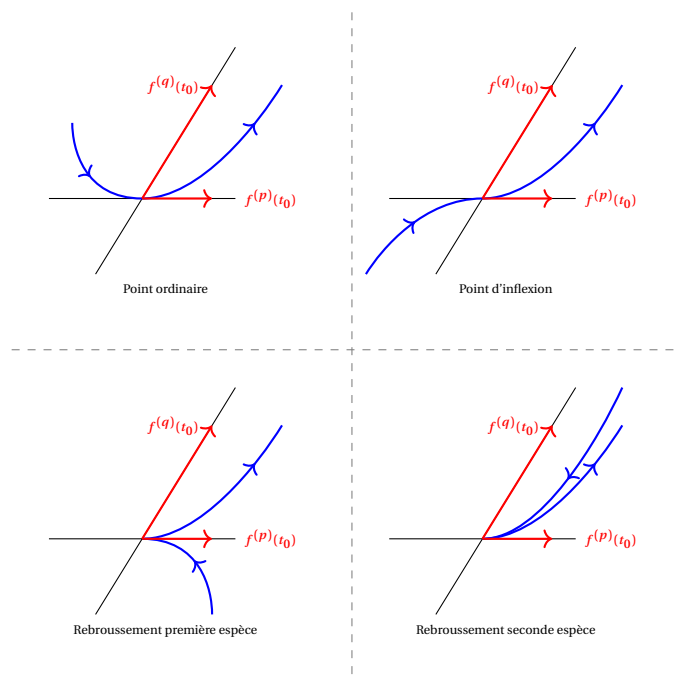 f^(q)(t_0)
f^(p)(t_0)
Point ordinaire
f^(q)(t_0)
f^(p)(t_0)
Point d'inflexion
f^(q)(t_0)
f^(p)(t_0)
Rebroussement première espèce
f^(q)(t_0)
f^(p)(t_0)
Rebroussement seconde espèce